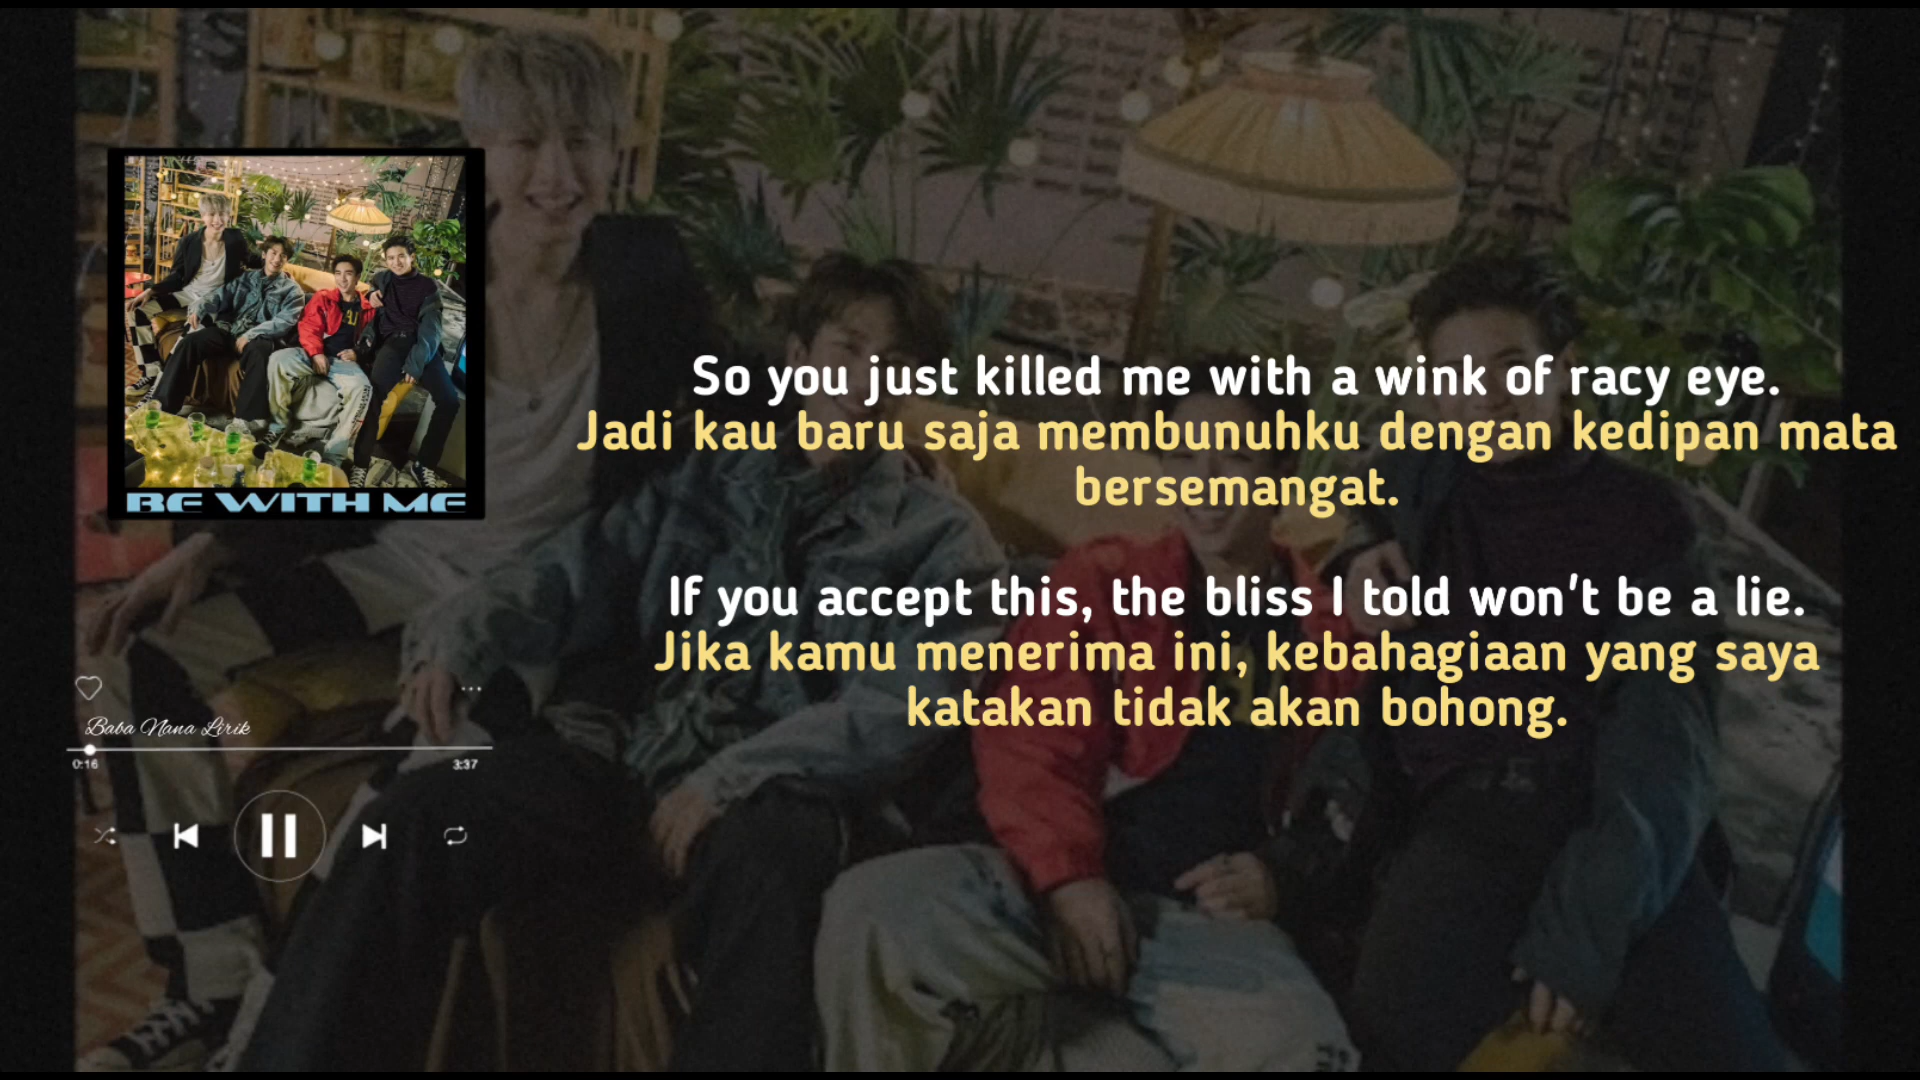 BE WITH ME
So you just killed me with a wink of racy eye.
Jadi kau baru saja membunuhku dengan kedipan mata
bersemangat.
If you accept this, the bliss I told won't be a lie.
Jika kamu menerima ini, kebahagiaan yang saya
katakan tidak akan bohong.
Baba Nana Lirik
0:16
3:37